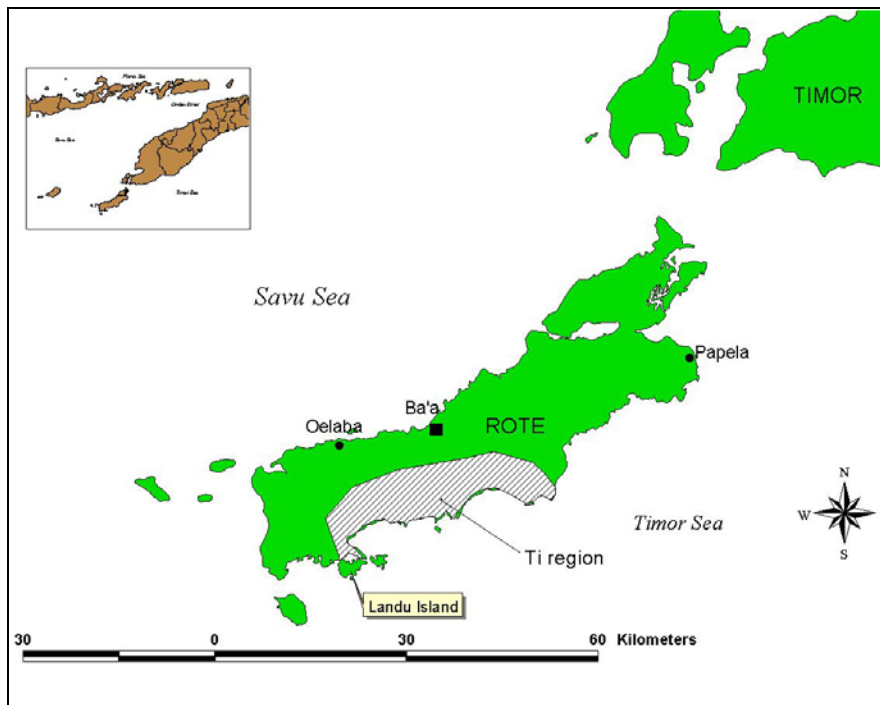 TIMOR
Savu Sea
Papela
Ba'a
Oelaba
ROTE
N
W
S
Timor Sea
Ti region
Landu Island
30 0 30 60 Kilometers